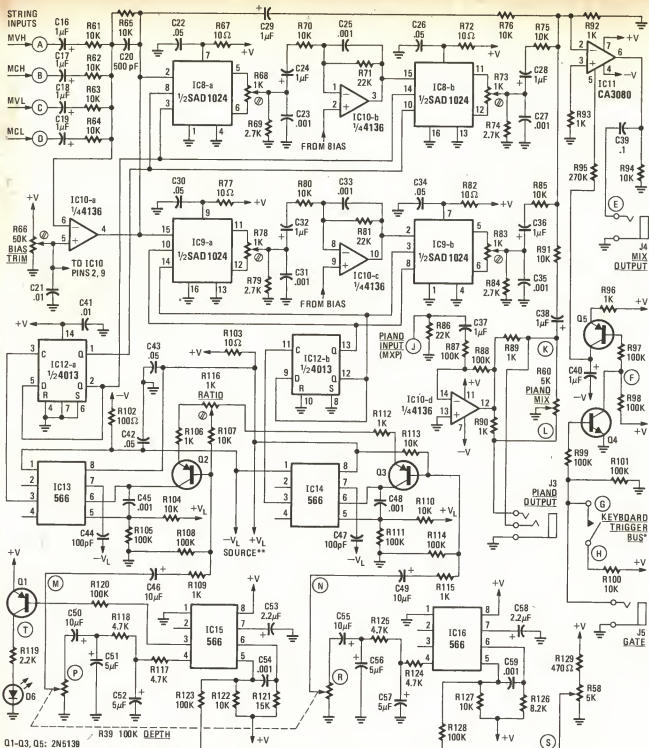 STRING
INPUTS
MVH A C16 1µF R61 10K
MCH B C17 1µF R62 10K
MVL C C18 1µF R63 10K
MCL D C19 1µF R64 10K
R65 10K
C20 500 pF
C22 .05 R67 10Ω +V
C29 1µF
IC8-a
½SAD1024
R68 1K
R69 2.7K
C24 1µF
C23 .001
R70 10K
C25 .001
R71 22K
IC10-b
¼4136
FROM BIAS
C26 .05 R72 10Ω +V
IC8-b
½SAD1024
R73 1K
R74 2.7K
R75 10K
R76 10K
C28 1µF
C27 .001
R92 1K
IC11
CA3080
R93 1K
R95 270K
C39 .1
R94 10K
E
J4
MIX
OUTPUT
+V
R66 50K
BIAS
TRIM
IC10-a
¼4136
TO IC10
PINS 2, 9
C21 .01
C30 .05 R77 10Ω +V
IC9-a
½SAD1024
R78 1K
R79 2.7K
C32 1µF
C31 .001
R80 10K
C33 .001
R81 22K
IC10-c
¼4136
FROM BIAS
C34 .05 R82 10Ω +V
IC9-b
½SAD1024
R83 1K
R84 2.7K
R85 10K
C36 1µF
C35 .001
R91 10K
C38 1µF
R96 1K
Q5
R97 100K
C40 1µF
F
R98 100K
Q4
R99 100K
R101 100K
C41 .01
+V
IC12-a
½4013
R102 100Ω
C43 .05
C42 .05
R103 10Ω
R116 1K
RATIO
IC12-b
½4013
PIANO
INPUT
(MXP)
J
R86 22K
C37 1µF
R87 100K
R88 100K
IC10-d
¼4136
R89 1K
R90 1K
K
R60 5K
PIANO
MIX
L
J3
PIANO
OUTPUT
G
KEYBOARD
TRIGGER
BUS*
H
+V
R100 10K
J5
GATE
IC13
566
R106 1K
R107 10K
Q2
C45 .001
R104 10K
+VL
R105 100K
R108 100K
C44 100pF
-VL
-VL +VL
SOURCE**
IC14
566
R112 1K
R113 10K
Q3
C48 .001
R110 10K
+VL
R111 100K
R114 100K
C47 100pF
-VL
+V
Q1
T
R119 2.2K
D6
M
C46 10µF
R109 1K
R120 100K
C50 10µF
R118 4.7K
P
C51 5µF
C52 5µF
R117 4.7K
IC15
566
+V
C53 2.2µF
C54 .001
R123 100K
R122 10K
R121 15K
+V
N
C49 10µF
R115 1K
C55 10µF
R125 4.7K
R
C56 5µF
C57 5µF
R124 4.7K
IC16
566
+V
C58 2.2µF
C59 .001
R128 100K
R127 10K
R126 8.2K
+V
R129 470Ω
R58 5K
S
R39 100K DEPTH
Q1-Q3, Q5: 2N5139